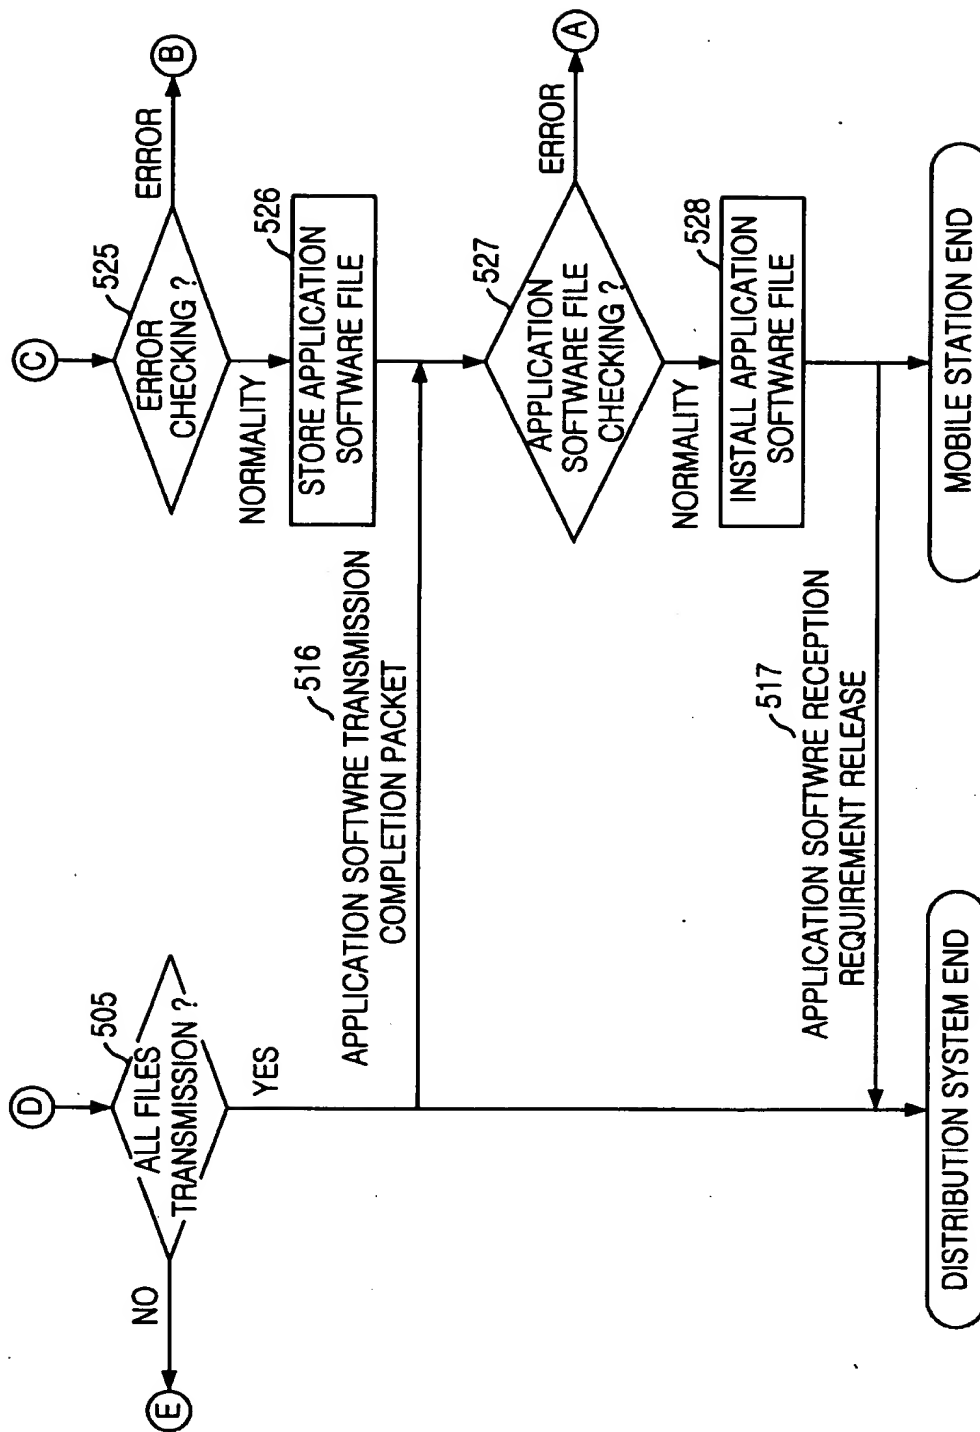 D
505
ALL FILES
TRANSMISSION ?
NO
E
YES
516
APPLICATION SOFTWRE TRANSMISSION
COMPLETION PACKET
517
APPLICATION SOFTWRE RECEPTION
REQUIREMENT RELEASE
DISTRIBUTION SYSTEM END
C
525
ERROR
CHECKING ?
ERROR
B
NORMALITY
526
STORE APPLICATION
SOFTWARE FILE
527
APPLICATION
SOFTWARE FILE
CHECKING ?
ERROR
A
NORMALITY
528
INSTALL APPLICATION
SOFTWARE FILE
MOBILE STATION END